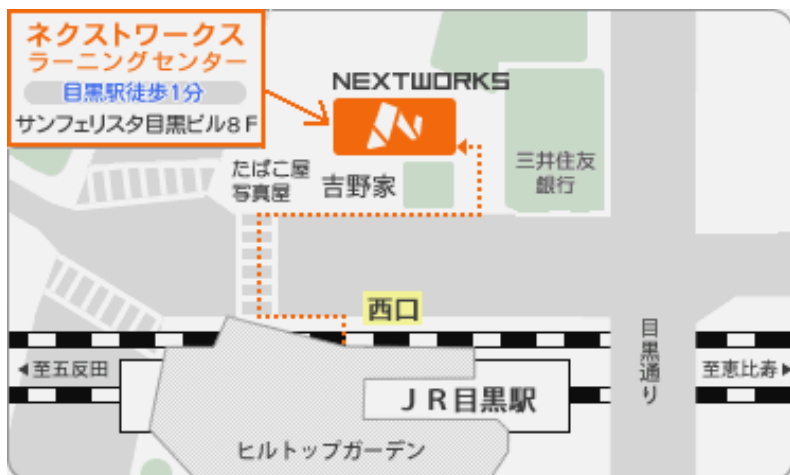 ネクストワークス
ラーニングセンター
目黒駅徒歩1分
サンフェリスタ目黒ビル8F
NEXTWORKS
たばこ屋
写真屋
吉野家
三井住友
銀行
西口
目黒通り
◀至五反田
至恵比寿▶
JR目黒駅
ヒルトップガーデン